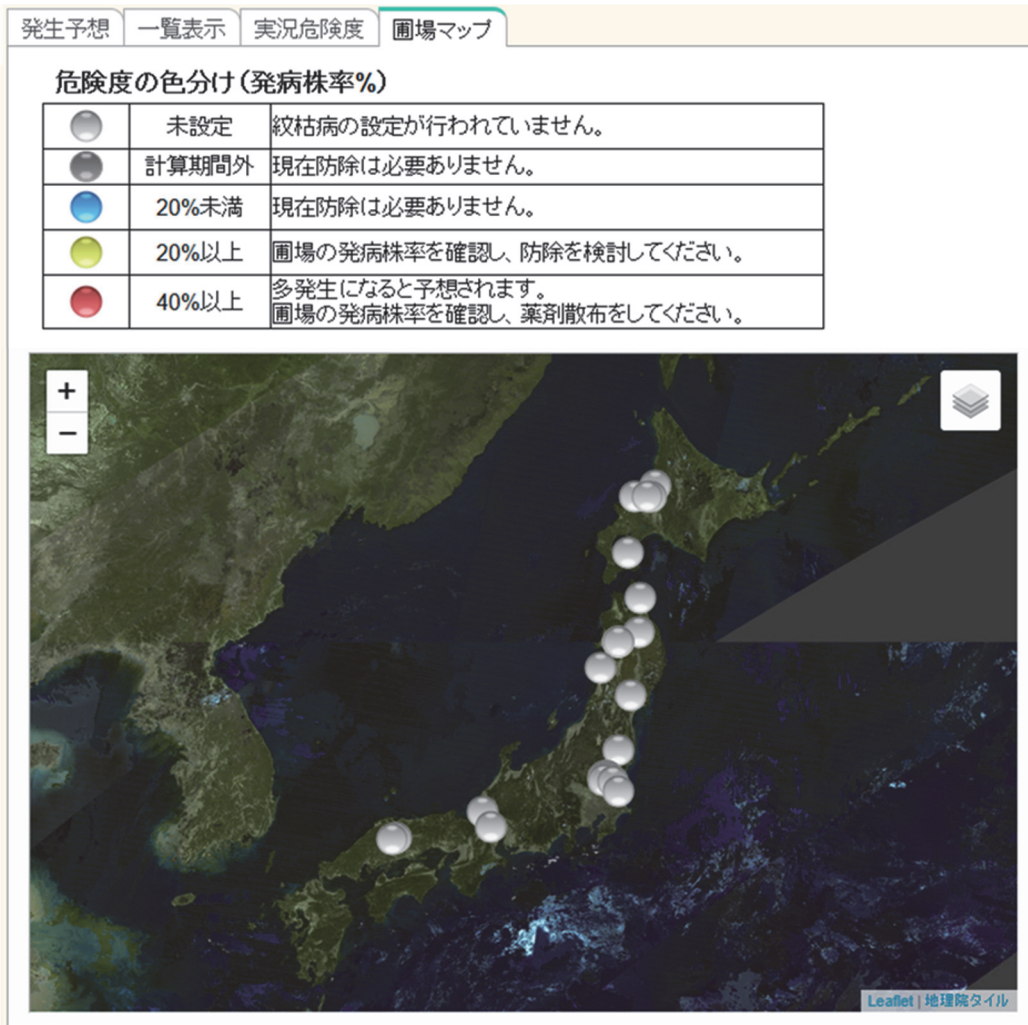 発生予想 一覧表示 実況危険度 圃場マップ
危険度の色分け(発病株率%)
未設定 紋枯病の設定が行われていません。
計算期間外 現在防除は必要ありません。
20%未満 現在防除は必要ありません。
20%以上 圃場の発病株率を確認し、防除を検討してください。
40%以上 多発生になると予想されます。
圃場の発病株率を確認し、薬剤散布をしてください。
+
−
Leaflet | 地理院タイル